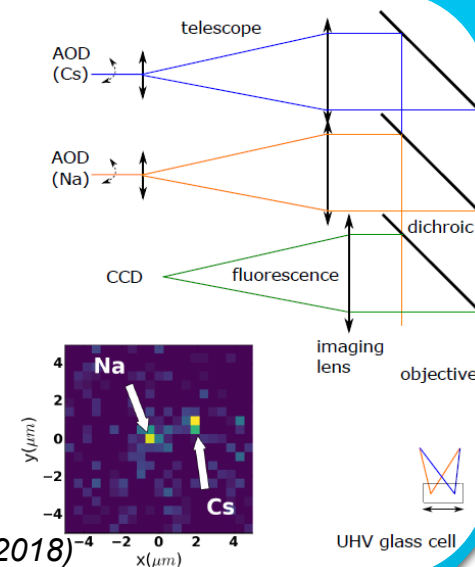 telescope
AOD
(Cs)
AOD
(Na)
dichroic
CCD
fluorescence
imaging
lens
objective
4
2
0
−2
−4
y(μm)
Na
Cs
−4 −2 0 2 4
x(μm)
2018)
UHV glass cell